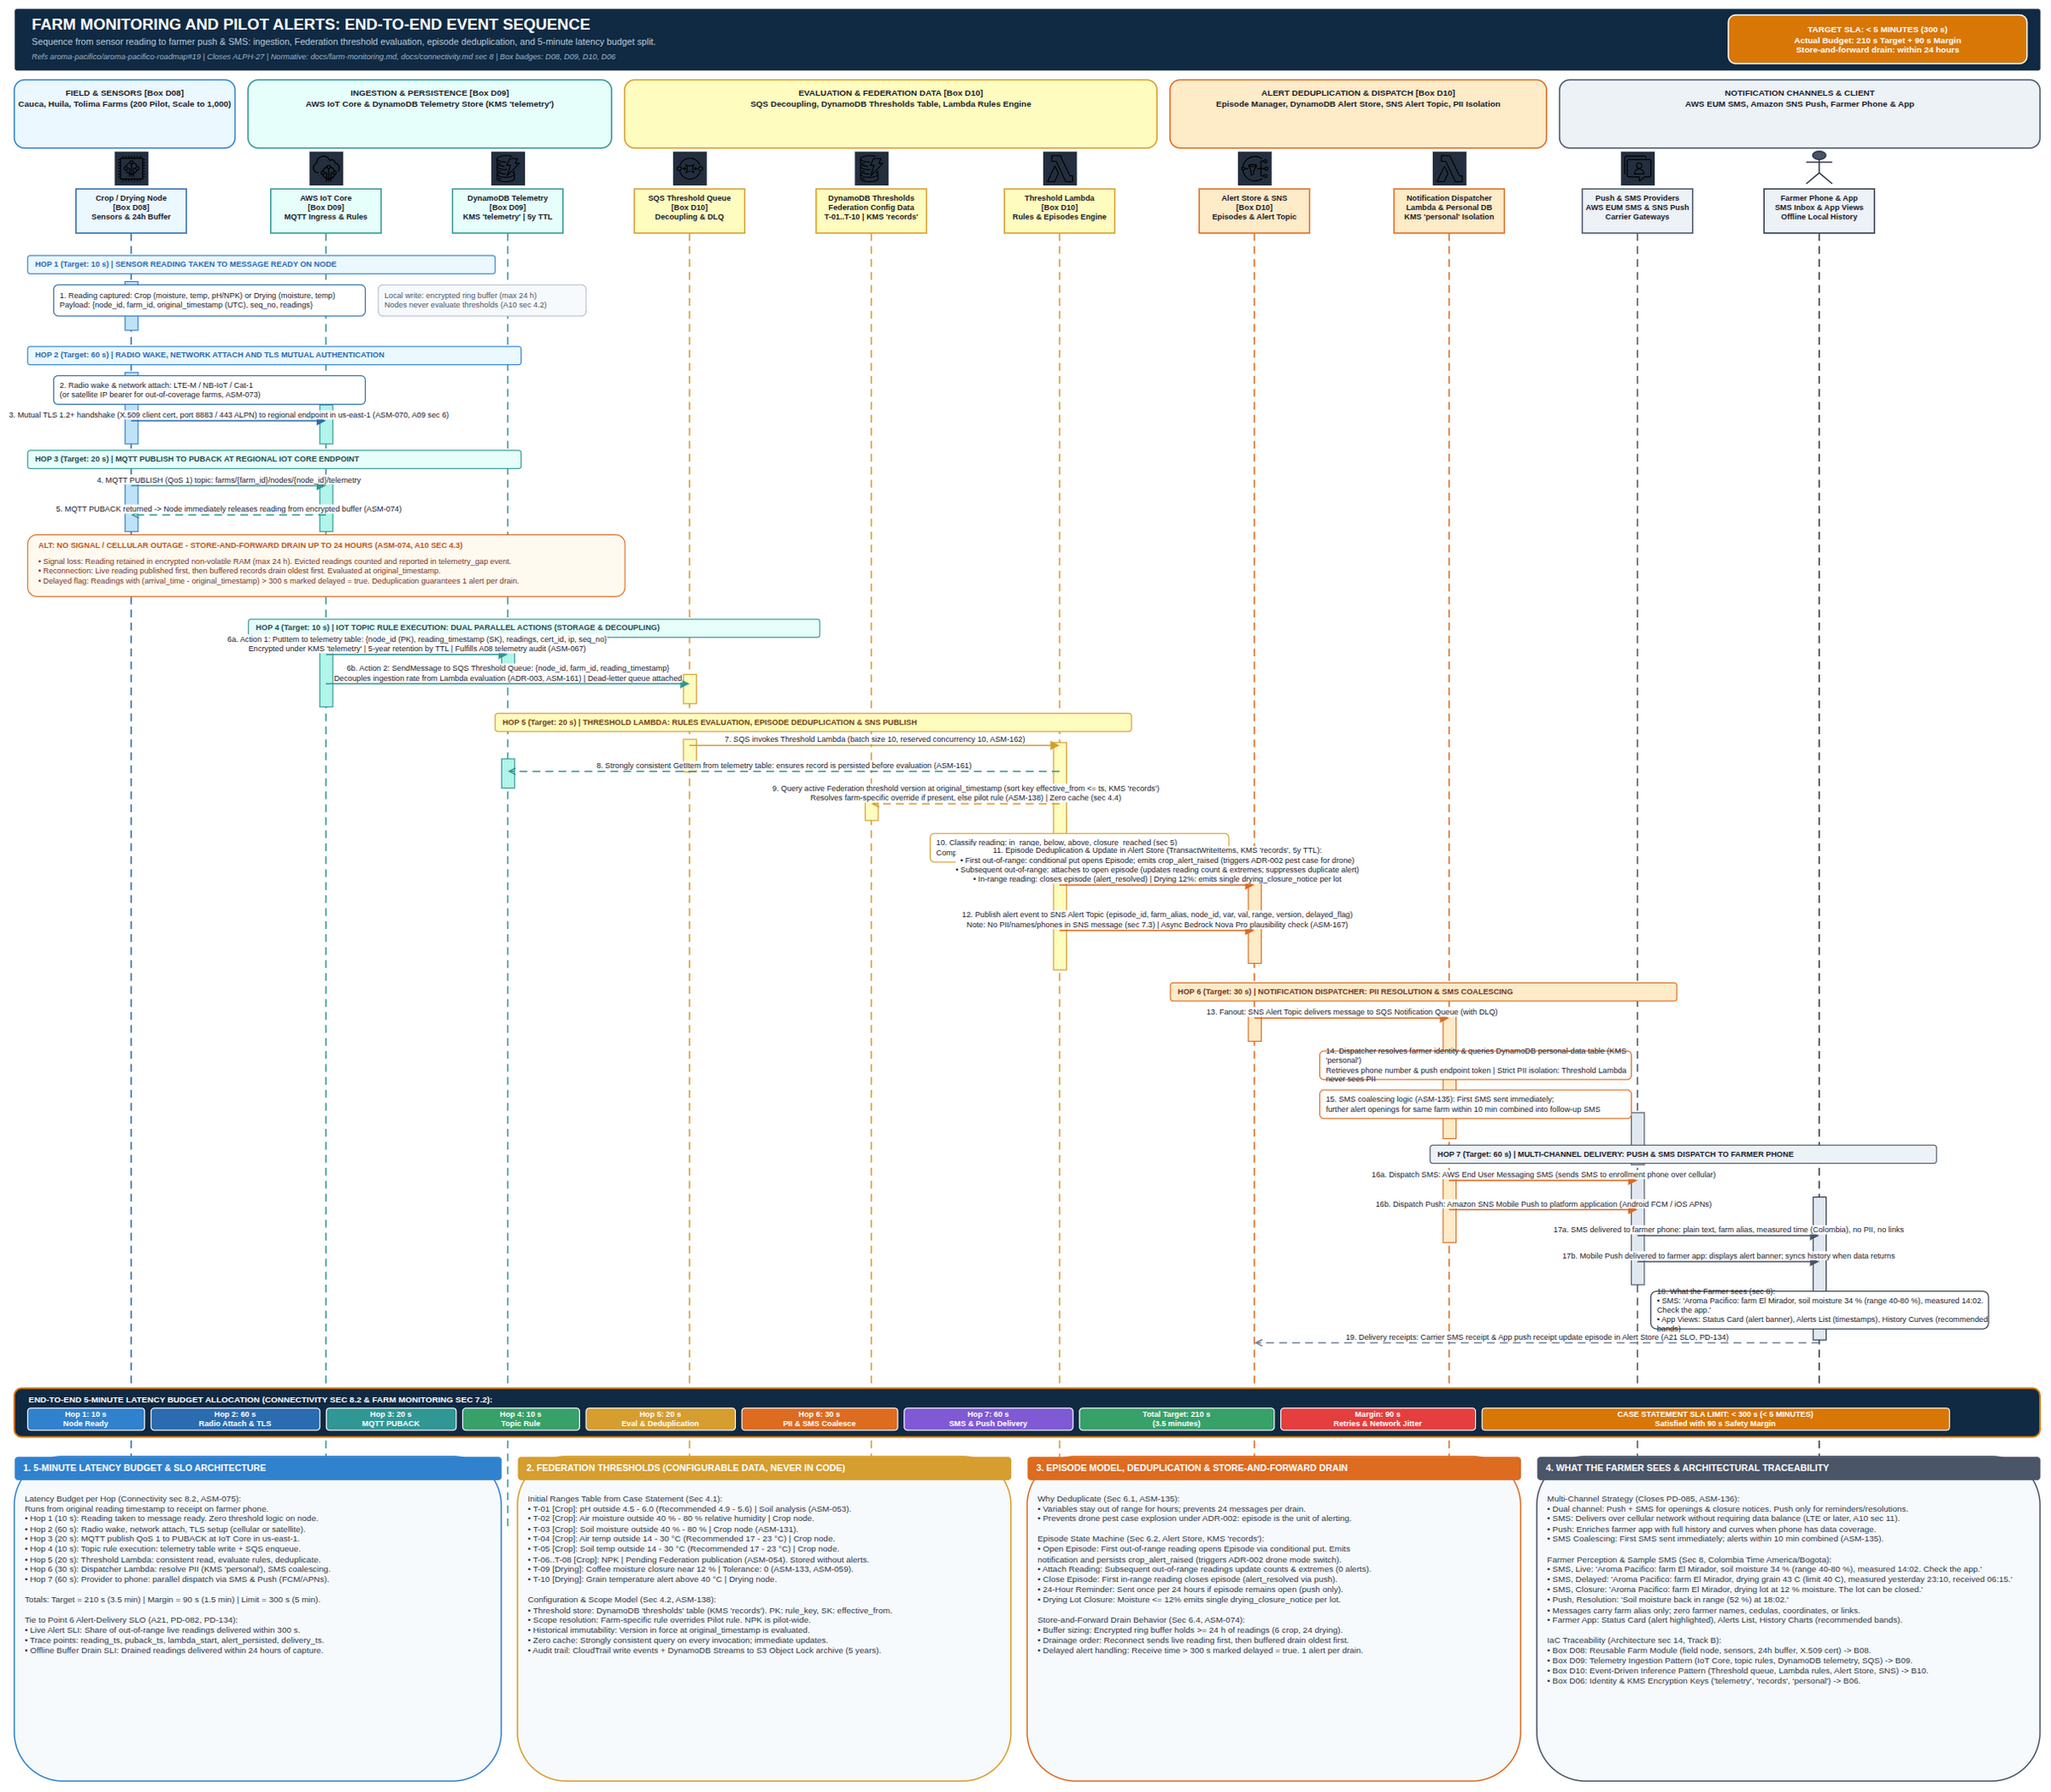 FARM MONITORING AND PILOT ALERTS: END-TO-END EVENT SEQUENCE
Sequence from sensor reading to farmer push & SMS: ingestion, Federation threshold evaluation, episode deduplication, and 5-minute latency budget split.
Refs aroma-pacifico/aroma-pacifico-roadmap#19 | Closes ALPH-27 | Normative: docs/farm-monitoring.md, docs/connectivity.md sec 8 | Box badges: D08, D09, D10, D06
TARGET SLA: < 5 MINUTES (300 s)
Actual Budget: 210 s Target + 90 s Margin
Store-and-forward drain: within 24 hours
FIELD & SENSORS [Box D08]
Cauca, Huila, Tolima Farms (200 Pilot, Scale to 1,000)
INGESTION & PERSISTENCE [Box D09]
AWS IoT Core & DynamoDB Telemetry Store (KMS 'telemetry')
EVALUATION & FEDERATION DATA [Box D10]
SQS Decoupling, DynamoDB Thresholds Table, Lambda Rules Engine
ALERT DEDUPLICATION & DISPATCH [Box D10]
Episode Manager, DynamoDB Alert Store, SNS Alert Topic, PII Isolation
NOTIFICATION CHANNELS & CLIENT
AWS EUM SMS, Amazon SNS Push, Farmer Phone & App
Crop / Drying Node
[Box D08]
Sensors & 24h Buffer
AWS IoT Core
[Box D09]
MQTT Ingress & Rules
DynamoDB Telemetry
[Box D09]
KMS 'telemetry' | 5y TTL
SQS Threshold Queue
[Box D10]
Decoupling & DLQ
DynamoDB Thresholds
Federation Config Data
T-01..T-10 | KMS 'records'
Threshold Lambda
[Box D10]
Rules & Episodes Engine
Alert Store & SNS
[Box D10]
Episodes & Alert Topic
Notification Dispatcher
Lambda & Personal DB
KMS 'personal' Isolation
Push & SMS Providers
AWS EUM SMS & SNS Push
Carrier Gateways
Farmer Phone & App
SMS Inbox & App Views
Offline Local History
HOP 1 (Target: 10 s) | SENSOR READING TAKEN TO MESSAGE READY ON NODE
1. Reading captured: Crop (moisture, temp, pH/NPK) or Drying (moisture, temp)
Payload: {node_id, farm_id, original_timestamp (UTC), seq_no, readings}
Local write: encrypted ring buffer (max 24 h)
Nodes never evaluate thresholds (A10 sec 4.2)
HOP 2 (Target: 60 s) | RADIO WAKE, NETWORK ATTACH AND TLS MUTUAL AUTHENTICATION
2. Radio wake & network attach: LTE-M / NB-IoT / Cat-1
(or satellite IP bearer for out-of-coverage farms, ASM-073)
3. Mutual TLS 1.2+ handshake (X.509 client cert, port 8883 / 443 ALPN) to regional endpoint in us-east-1 (ASM-070, A09 sec 6)
HOP 3 (Target: 20 s) | MQTT PUBLISH TO PUBACK AT REGIONAL IOT CORE ENDPOINT
4. MQTT PUBLISH (QoS 1) topic: farms/{farm_id}/nodes/{node_id}/telemetry
5. MQTT PUBACK returned -> Node immediately releases reading from encrypted buffer (ASM-074)
ALT: NO SIGNAL / CELLULAR OUTAGE - STORE-AND-FORWARD DRAIN UP TO 24 HOURS (ASM-074, A10 SEC 4.3)
• Signal loss: Reading retained in encrypted non-volatile RAM (max 24 h). Evicted readings counted and reported in telemetry_gap event.
• Reconnection: Live reading published first, then buffered records drain oldest first. Evaluated at original_timestamp.
• Delayed flag: Readings with (arrival_time - original_timestamp) > 300 s marked delayed = true. Deduplication guarantees 1 alert per drain.
HOP 4 (Target: 10 s) | IOT TOPIC RULE EXECUTION: DUAL PARALLEL ACTIONS (STORAGE & DECOUPLING)
6a. Action 1: PutItem to telemetry table: {node_id (PK), reading_timestamp (SK), readings, cert_id, ip, seq_no}
Encrypted under KMS 'telemetry' | 5-year retention by TTL | Fulfills A08 telemetry audit (ASM-067)
6b. Action 2: SendMessage to SQS Threshold Queue: {node_id, farm_id, reading_timestamp}
Decouples ingestion rate from Lambda evaluation (ADR-003, ASM-161) | Dead-letter queue attached
HOP 5 (Target: 20 s) | THRESHOLD LAMBDA: RULES EVALUATION, EPISODE DEDUPLICATION & SNS PUBLISH
7. SQS invokes Threshold Lambda (batch size 10, reserved concurrency 10, ASM-162)
8. Strongly consistent GetItem from telemetry table: ensures record is persisted before evaluation (ASM-161)
9. Query active Federation threshold version at original_timestamp (sort key effective_from <= ts, KMS 'records')
Resolves farm-specific override if present, else pilot rule (ASM-138) | Zero cache (sec 4.4)
10. Classify reading: in_range, below, above, closure_reached (sec 5)
11. Episode Deduplication & Update in Alert Store (TransactWriteItems, KMS 'records', 5y TTL):
• First out-of-range: conditional put opens Episode; emits crop_alert_raised (triggers ADR-002 pest case for drone)
• Subsequent out-of-range: attaches to open episode (updates reading count & extremes; suppresses duplicate alert)
• In-range reading: closes episode (alert_resolved) | Drying 12%: emits single drying_closure_notice per lot
12. Publish alert event to SNS Alert Topic (episode_id, farm_alias, node_id, var, val, range, version, delayed_flag)
Note: No PII/names/phones in SNS message (sec 7.3) | Async Bedrock Nova Pro plausibility check (ASM-167)
HOP 6 (Target: 30 s) | NOTIFICATION DISPATCHER: PII RESOLUTION & SMS COALESCING
13. Fanout: SNS Alert Topic delivers message to SQS Notification Queue (with DLQ)
14. Dispatcher resolves farmer identity & queries DynamoDB personal-data table (KMS
'personal')
Retrieves phone number & push endpoint token | Strict PII isolation: Threshold Lambda
never sees PII
15. SMS coalescing logic (ASM-135): First SMS sent immediately;
further alert openings for same farm within 10 min combined into follow-up SMS
HOP 7 (Target: 60 s) | MULTI-CHANNEL DELIVERY: PUSH & SMS DISPATCH TO FARMER PHONE
16a. Dispatch SMS: AWS End User Messaging SMS (sends SMS to enrollment phone over cellular)
16b. Dispatch Push: Amazon SNS Mobile Push to platform application (Android FCM / iOS APNs)
17a. SMS delivered to farmer phone: plain text, farm alias, measured time (Colombia), no PII, no links
17b. Mobile Push delivered to farmer app: displays alert banner; syncs history when data returns
18. What the Farmer sees (sec 8):
• SMS: 'Aroma Pacifico: farm El Mirador, soil moisture 34 % (range 40-80 %), measured 14:02.
Check the app.'
• App Views: Status Card (alert banner), Alerts List (timestamps), History Curves (recommended
bands)
19. Delivery receipts: Carrier SMS receipt & App push receipt update episode in Alert Store (A21 SLO, PD-134)
END-TO-END 5-MINUTE LATENCY BUDGET ALLOCATION (CONNECTIVITY SEC 8.2 & FARM MONITORING SEC 7.2):
Hop 1: 10 s
Node Ready
Hop 2: 60 s
Radio Attach & TLS
Hop 3: 20 s
MQTT PUBACK
Hop 4: 10 s
Topic Rule
Hop 5: 20 s
Eval & Deduplication
Hop 6: 30 s
PII & SMS Coalesce
Hop 7: 60 s
SMS & Push Delivery
Total Target: 210 s
(3.5 minutes)
Margin: 90 s
Retries & Network Jitter
CASE STATEMENT SLA LIMIT: < 300 s (< 5 MINUTES)
Satisfied with 90 s Safety Margin
1. 5-MINUTE LATENCY BUDGET & SLO ARCHITECTURE
Latency Budget per Hop (Connectivity sec 8.2, ASM-075):
Runs from original reading timestamp to receipt on farmer phone.
• Hop 1 (10 s): Reading taken to message ready. Zero threshold logic on node.
• Hop 2 (60 s): Radio wake, network attach, TLS setup (cellular or satellite).
• Hop 3 (20 s): MQTT publish QoS 1 to PUBACK at IoT Core in us-east-1.
• Hop 4 (10 s): Topic rule execution: telemetry table write + SQS enqueue.
• Hop 5 (20 s): Threshold Lambda: consistent read, evaluate rules, deduplicate.
• Hop 6 (30 s): Dispatcher Lambda: resolve PII (KMS 'personal'), SMS coalescing.
• Hop 7 (60 s): Provider to phone: parallel dispatch via SMS & Push (FCM/APNs).
Totals: Target = 210 s (3.5 min) | Margin = 90 s (1.5 min) | Limit = 300 s (5 min).
Tie to Point 6 Alert-Delivery SLO (A21, PD-082, PD-134):
• Live Alert SLI: Share of out-of-range live readings delivered within 300 s.
• Trace points: reading_ts, puback_ts, lambda_start, alert_persisted, delivery_ts.
• Offline Buffer Drain SLI: Drained readings delivered within 24 hours of capture.
2. FEDERATION THRESHOLDS (CONFIGURABLE DATA, NEVER IN CODE)
Initial Ranges Table from Case Statement (Sec 4.1):
• T-01 [Crop]: pH outside 4.5 - 6.0 (Recommended 4.9 - 5.6) | Soil analysis (ASM-053).
• T-02 [Crop]: Air moisture outside 40 % - 80 % relative humidity | Crop node.
• T-03 [Crop]: Soil moisture outside 40 % - 80 % | Crop node (ASM-131).
• T-04 [Crop]: Air temp outside 14 - 30 °C (Recommended 17 - 23 °C) | Crop node.
• T-05 [Crop]: Soil temp outside 14 - 30 °C (Recommended 17 - 23 °C) | Crop node.
• T-06..T-08 [Crop]: NPK | Pending Federation publication (ASM-054). Stored without alerts.
• T-09 [Drying]: Coffee moisture closure near 12 % | Tolerance: 0 (ASM-133, ASM-059).
• T-10 [Drying]: Grain temperature alert above 40 °C | Drying node.
Configuration & Scope Model (Sec 4.2, ASM-138):
• Threshold store: DynamoDB 'thresholds' table (KMS 'records'). PK: rule_key, SK: effective_from.
• Scope resolution: Farm-specific rule overrides Pilot rule. NPK is pilot-wide.
• Historical immutability: Version in force at original_timestamp is evaluated.
• Zero cache: Strongly consistent query on every invocation; immediate updates.
• Audit trail: CloudTrail write events + DynamoDB Streams to S3 Object Lock archive (5 years).
3. EPISODE MODEL, DEDUPLICATION & STORE-AND-FORWARD DRAIN
Why Deduplicate (Sec 6.1, ASM-135):
• Variables stay out of range for hours; prevents 24 messages per drain.
• Prevents drone pest case explosion under ADR-002: episode is the unit of alerting.
Episode State Machine (Sec 6.2, Alert Store, KMS 'records'):
• Open Episode: First out-of-range reading opens Episode via conditional put. Emits
notification and persists crop_alert_raised (triggers ADR-002 drone mode switch).
• Attach Reading: Subsequent out-of-range readings update counts & extremes (0 alerts).
• Close Episode: First in-range reading closes episode (alert_resolved via push).
• 24-Hour Reminder: Sent once per 24 hours if episode remains open (push only).
• Drying Lot Closure: Moisture <= 12% emits single drying_closure_notice per lot.
Store-and-Forward Drain Behavior (Sec 6.4, ASM-074):
• Buffer sizing: Encrypted ring buffer holds >= 24 h of readings (6 crop, 24 drying).
• Drainage order: Reconnect sends live reading first, then buffered drain oldest first.
• Delayed alert handling: Receive time > 300 s marked delayed = true. 1 alert per drain.
4. WHAT THE FARMER SEES & ARCHITECTURAL TRACEABILITY
Multi-Channel Strategy (Closes PD-085, ASM-136):
• Dual channel: Push + SMS for openings & closure notices. Push only for reminders/resolutions.
• SMS: Delivers over cellular network without requiring data balance (LTE or later, A10 sec 11).
• Push: Enriches farmer app with full history and curves when phone has data coverage.
• SMS Coalescing: First SMS sent immediately; alerts within 10 min combined (ASM-135).
Farmer Perception & Sample SMS (Sec 8, Colombia Time America/Bogota):
• SMS, Live: 'Aroma Pacifico: farm El Mirador, soil moisture 34 % (range 40-80 %), measured 14:02. Check the app.'
• SMS, Delayed: 'Aroma Pacifico: farm El Mirador, drying grain 43 C (limit 40 C), measured yesterday 23:10, received 06:15.'
• SMS, Closure: 'Aroma Pacifico: farm El Mirador, drying lot at 12 % moisture. The lot can be closed.'
• Push, Resolution: 'Soil moisture back in range (52 %) at 18:02.'
• Messages carry farm alias only; zero farmer names, cedulas, coordinates, or links.
• Farmer App: Status Card (alert highlighted), Alerts List, History Charts (recommended bands).
IaC Traceability (Architecture sec 14, Track B):
• Box D08: Reusable Farm Module (field node, sensors, 24h buffer, X.509 cert) -> B08.
• Box D09: Telemetry Ingestion Pattern (IoT Core, topic rules, DynamoDB telemetry, SQS) -> B09.
• Box D10: Event-Driven Inference Pattern (Threshold queue, Lambda rules, Alert Store, SNS) -> B10.
• Box D06: Identity & KMS Encryption Keys ('telemetry', 'records', 'personal') -> B06.